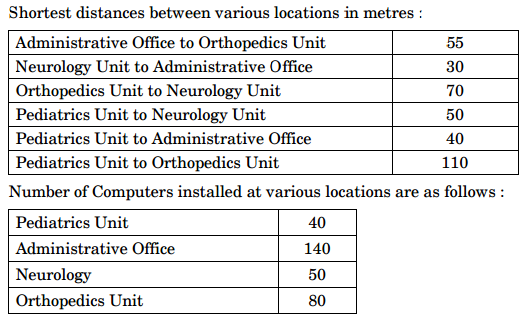 Shortest distances between various locations in metres :
Administrative Office to Orthopedics Unit 55
Neurology Unit to Administrative Office 30
Orthopedics Unit to Neurology Unit 70
Pediatrics Unit to Neurology Unit 50
Pediatrics Unit to Administrative Office 40
Pediatrics Unit to Orthopedics Unit 110
Number of Computers installed at various locations are as follows :
Pediatrics Unit 40
Administrative Office 140
Neurology 50
Orthopedics Unit 80